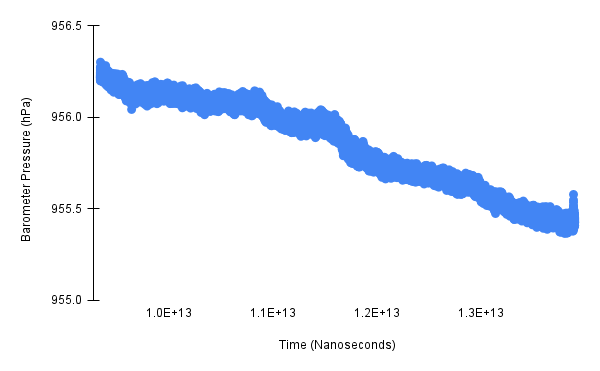 956.5
956.0
955.5
955.0
Barometer Pressure (hPa)
1.0E+13 1.1E+13 1.2E+13 1.3E+13
Time (Nanoseconds)